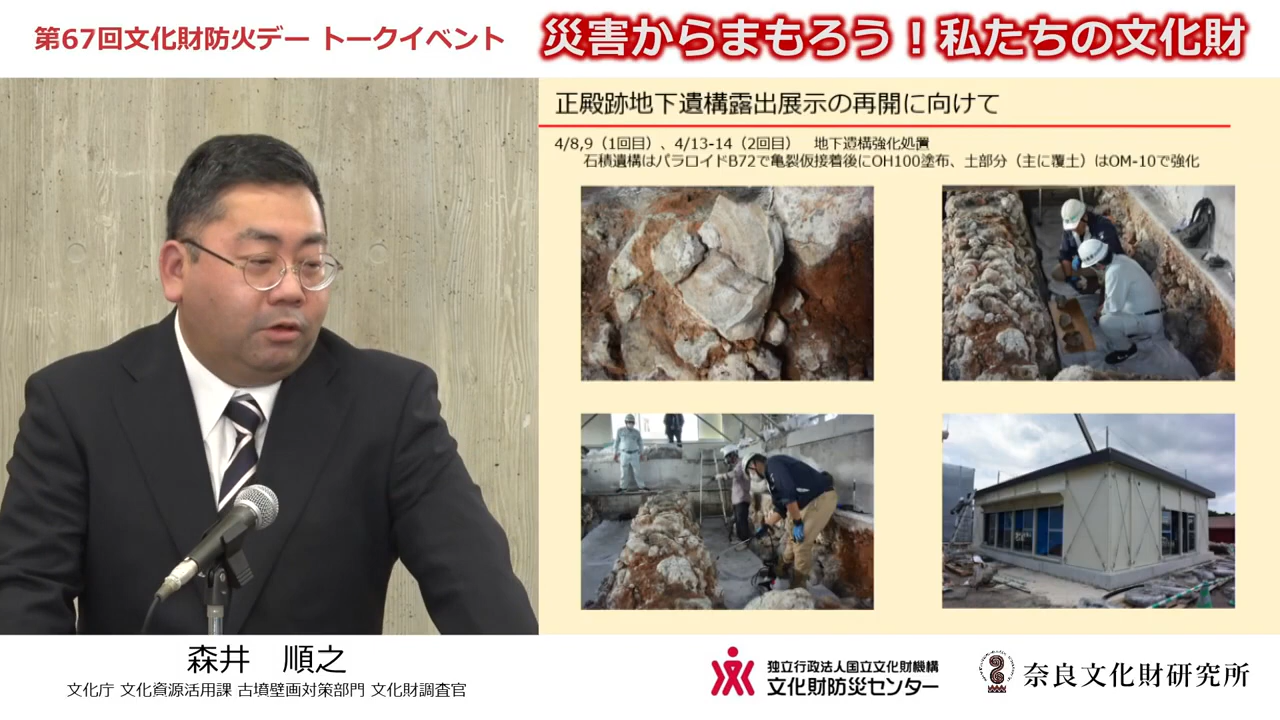 第67回文化財防火デー トークイベント 災害からまもろう！私たちの文化財
正殿跡地下遺構露出展示の再開に向けて
4/8,9（1回目）、4/13-14（2回目） 地下遺構強化処置
石積遺構はパラロイドB72で亀裂仮接着後にOH100塗布、土部分（主に覆土）はOM-10で強化
森井 順之
文化庁 文化資源活用課 古墳壁画対策部門 文化財調査官
独立行政法人国立文化財機構
文化財防災センター
奈良文化財研究所